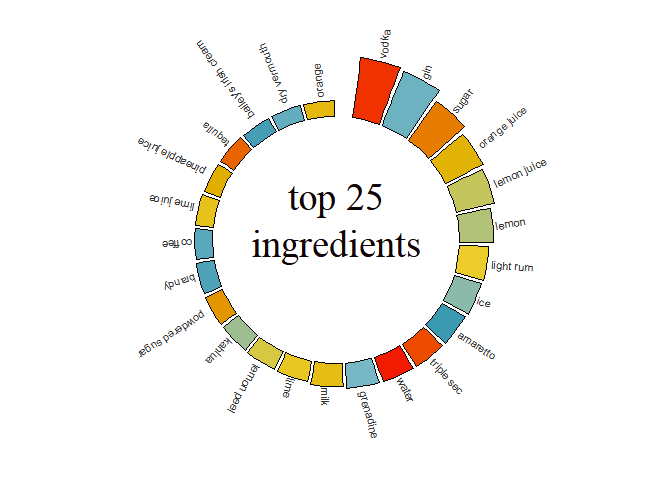 top 25
ingredients
vodka
gin
sugar
orange juice
lemon juice
lemon
light rum
ice
amaretto
triple sec
water
grenadine
milk
lime
lemon peel
kahlua
powdered sugar
brandy
coffee
lime juice
pineapple juice
tequila
bailey's irish cream
dry vermouth
orange